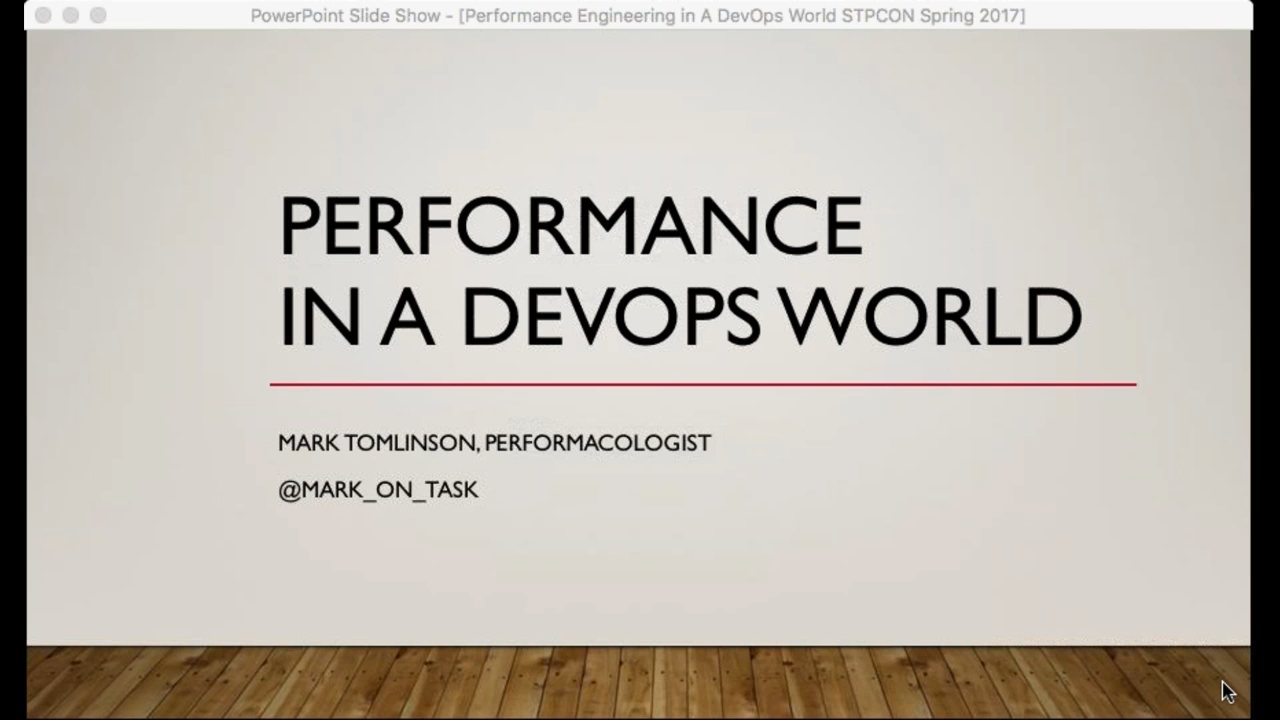 PowerPoint Slide Show - [Performance Engineering in A DevOps World STPCON Spring 2017]
PERFORMANCE
IN A DEVOPS WORLD
MARK TOMLINSON, PERFORMACOLOGIST
@MARK_ON_TASK